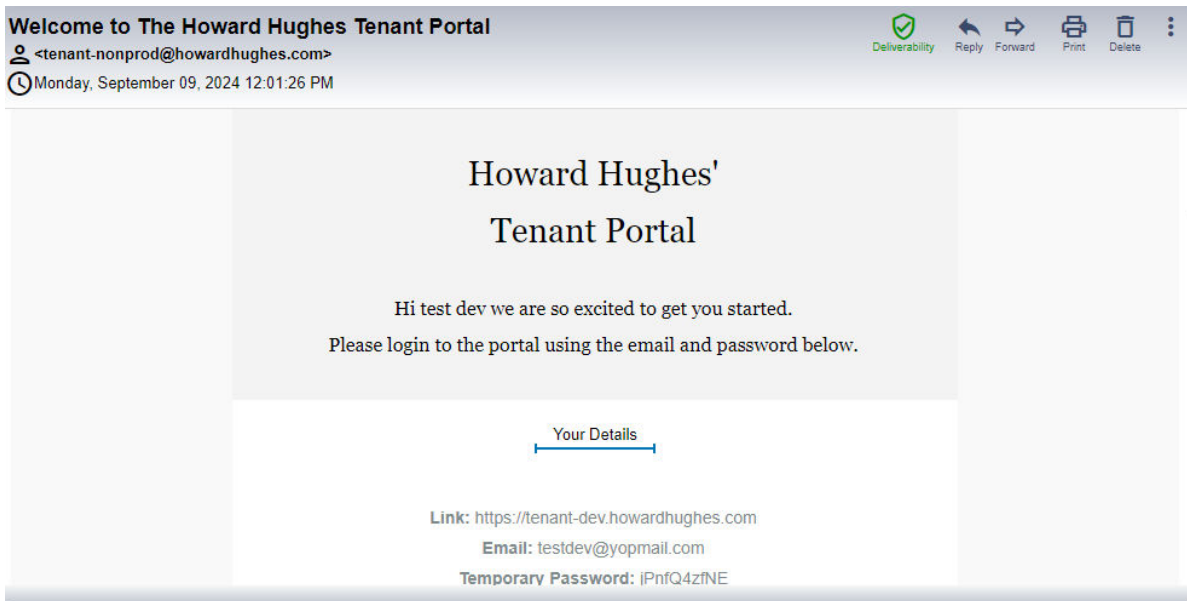 Welcome to The Howard Hughes Tenant Portal
<tenant-nonprod@howardhughes.com>
Monday, September 09, 2024 12:01:26 PM
Deliverability
Reply
Forward
Print
Delete
Howard Hughes'
Tenant Portal
Hi test dev we are so excited to get you started.
Please login to the portal using the email and password below.
Your Details
Link: https://tenant-dev.howardhughes.com
Email: testdev@yopmail.com
Temporary Password: jPnfQ4zfNE